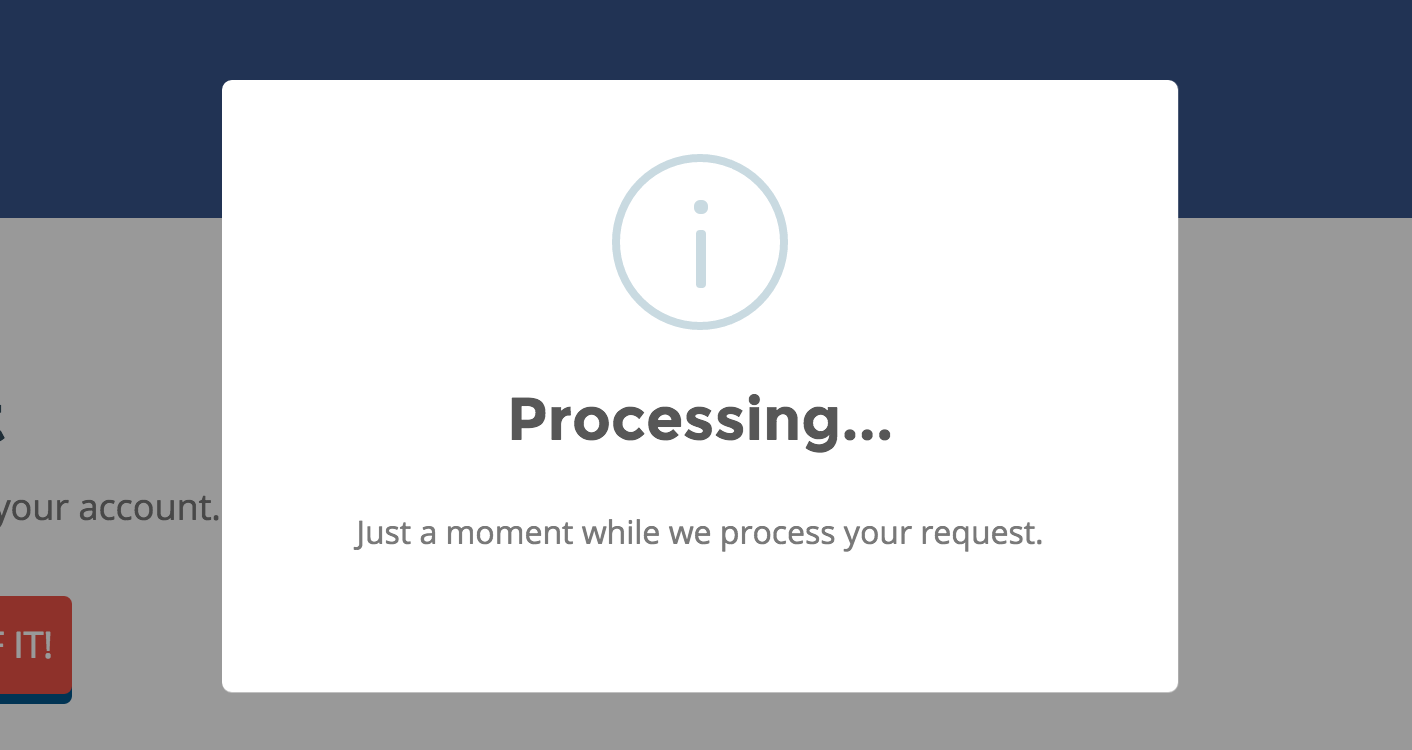 Processing...
Just a moment while we process your request.
your account.
IT!